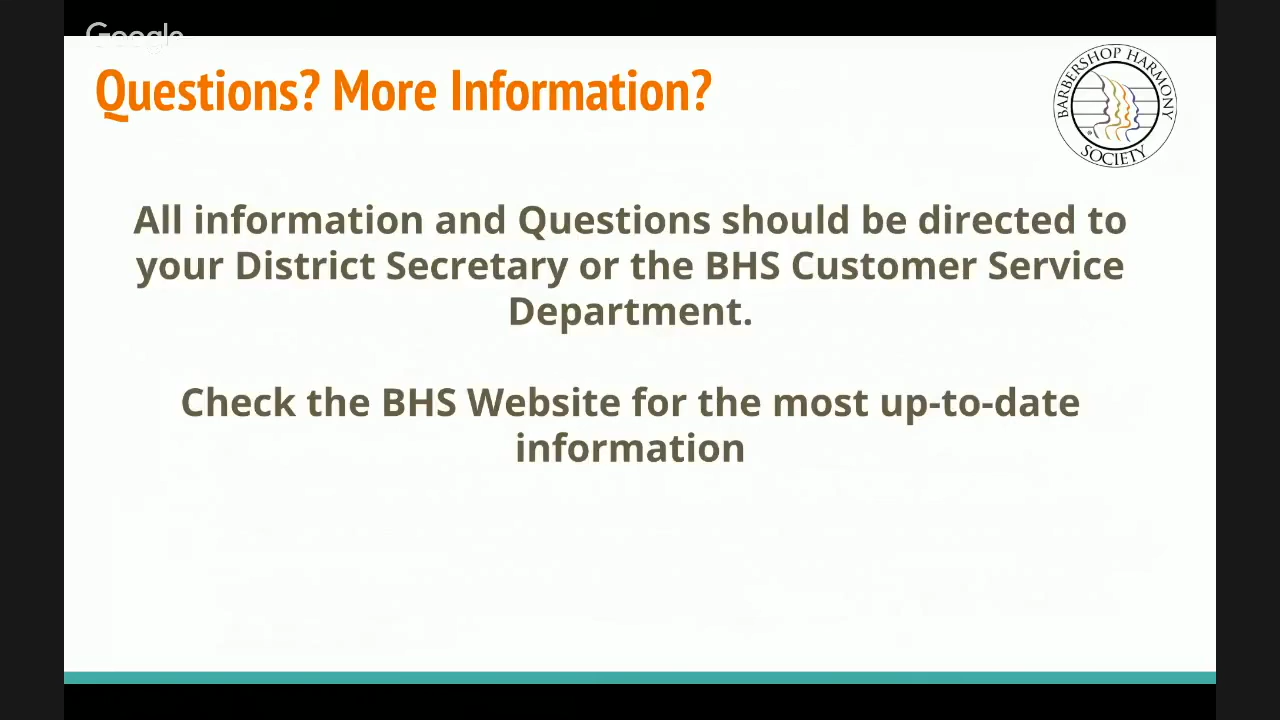 Google
Questions? More Information?
BARBERSHOP HARMONY
SOCIETY
All information and Questions should be directed to
your District Secretary or the BHS Customer Service
Department.
Check the BHS Website for the most up-to-date
information